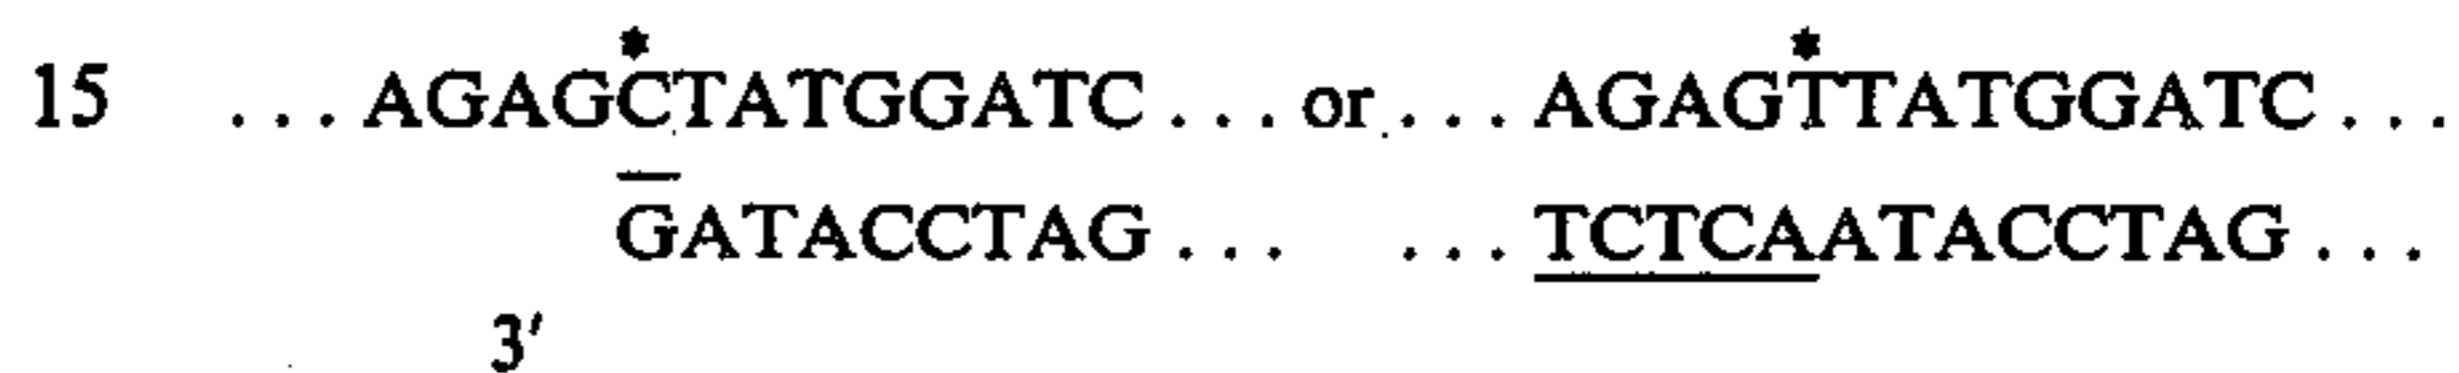 *                              *
15 ...AGAGCTATGGATC...or...AGAGTTATGGATC...
GATACCTAG... ...TCTCAATACCTAG...
3′